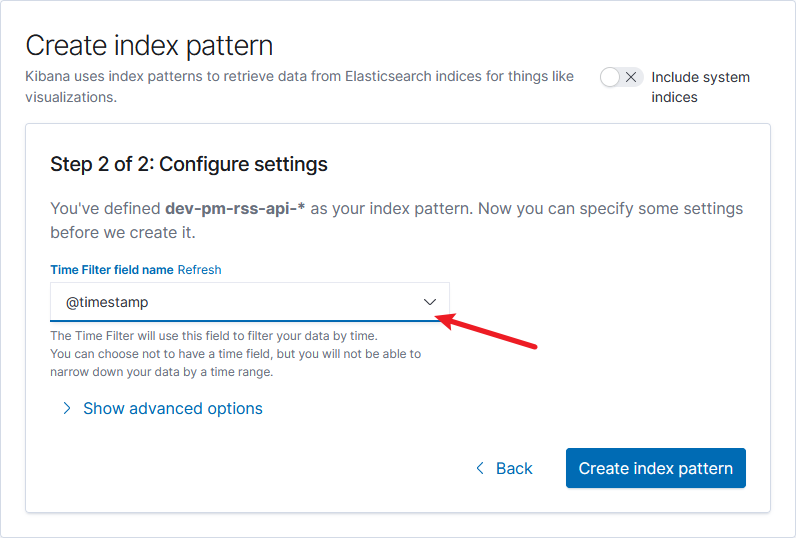 Create index pattern
Kibana uses index patterns to retrieve data from Elasticsearch indices for things like
visualizations.
Include system
indices
Step 2 of 2: Configure settings
You've defined dev-pm-rss-api-* as your index pattern. Now you can specify some settings
before we create it.
Time Filter field name Refresh
@timestamp
The Time Filter will use this field to filter your data by time.
You can choose not to have a time field, but you will not be able to
narrow down your data by a time range.
Show advanced options
Back
Create index pattern